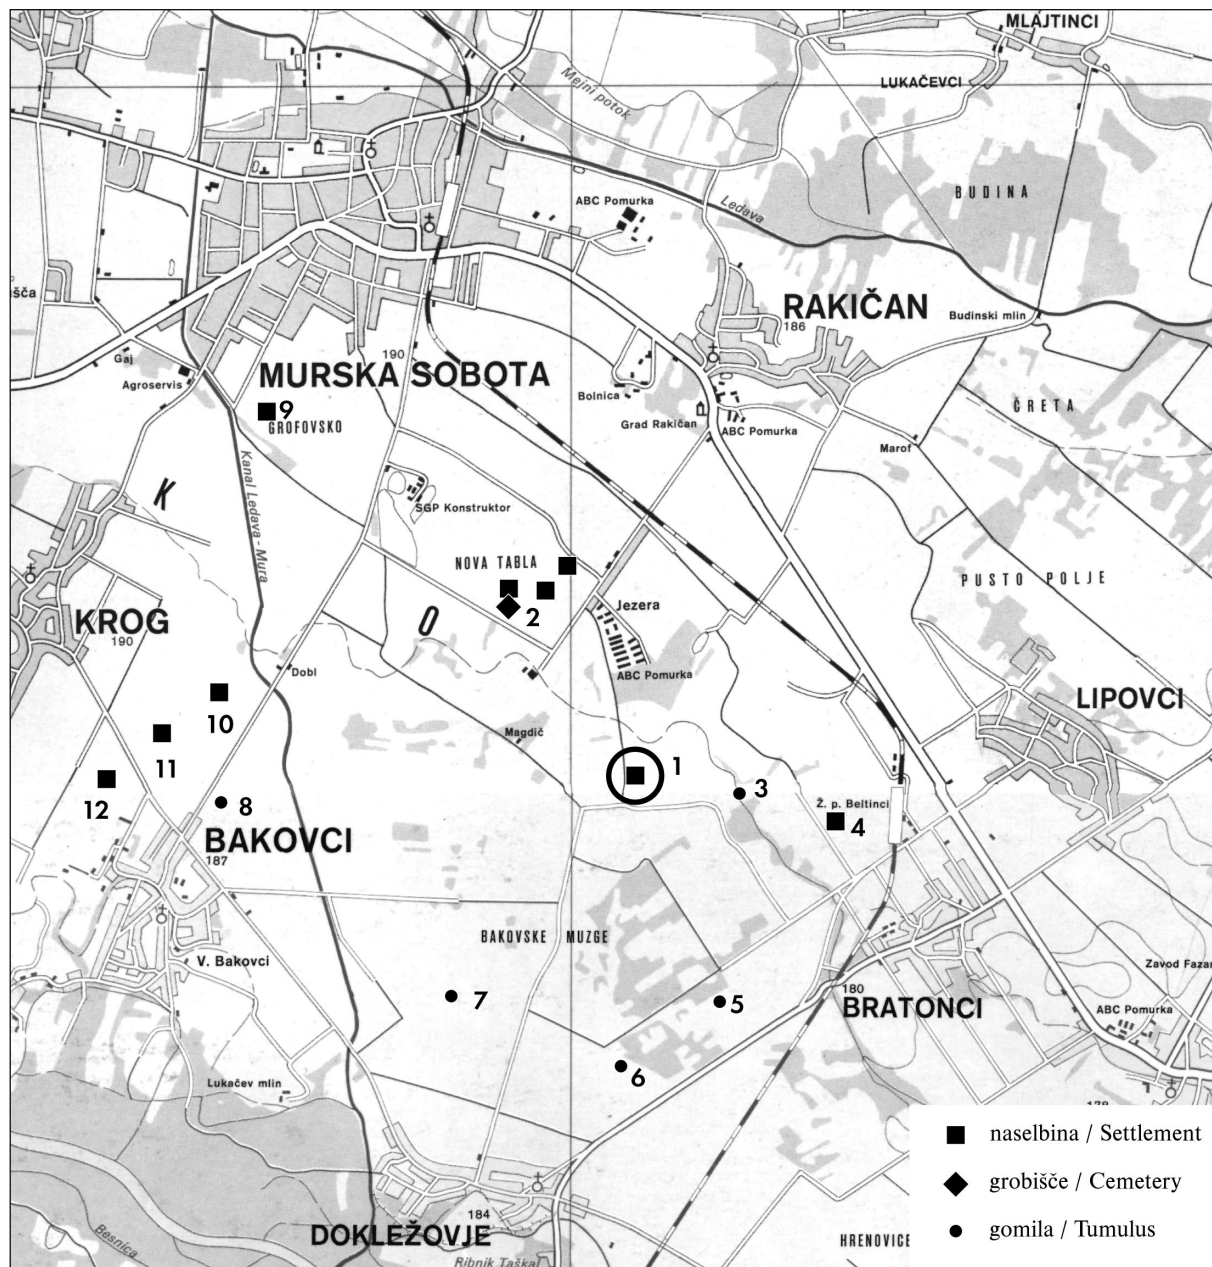 MLAJTINCI
LUKAČEVCI
Mejni potok
BUDINA
ABC Pomurka
Ledava
RAKIČAN
186
Budinski mlin
išča
Gaj
Agroservis
190
MURSKA SOBOTA
9
GROFOVSKO
Bolnica
Grad Rakičan
ABC Pomurka
ČRETA
Marof
K
Kanal Ledava - Mura
SGP Konstruktor
NOVA TABLA
PUSTO POLJE
2
O
Jezera
KROG
190
Dobl
ABC Pomurka
LIPOVCI
10
11
Magdič
1
12
8
3
Ž. p. Beltinci
4
BAKOVCI
187
BAKOVSKE MUZGE
V. Bakovci
Zavod Fazan
7
5
180
BRATONCI
ABC Pomurka
6
Lukačev mlin
178
naselbina / Settlement
grobišče / Cemetery
gomila / Tumulus
184
DOKLEŽOVJE
Besnica
Ribnik Taškal
HRENOVICE